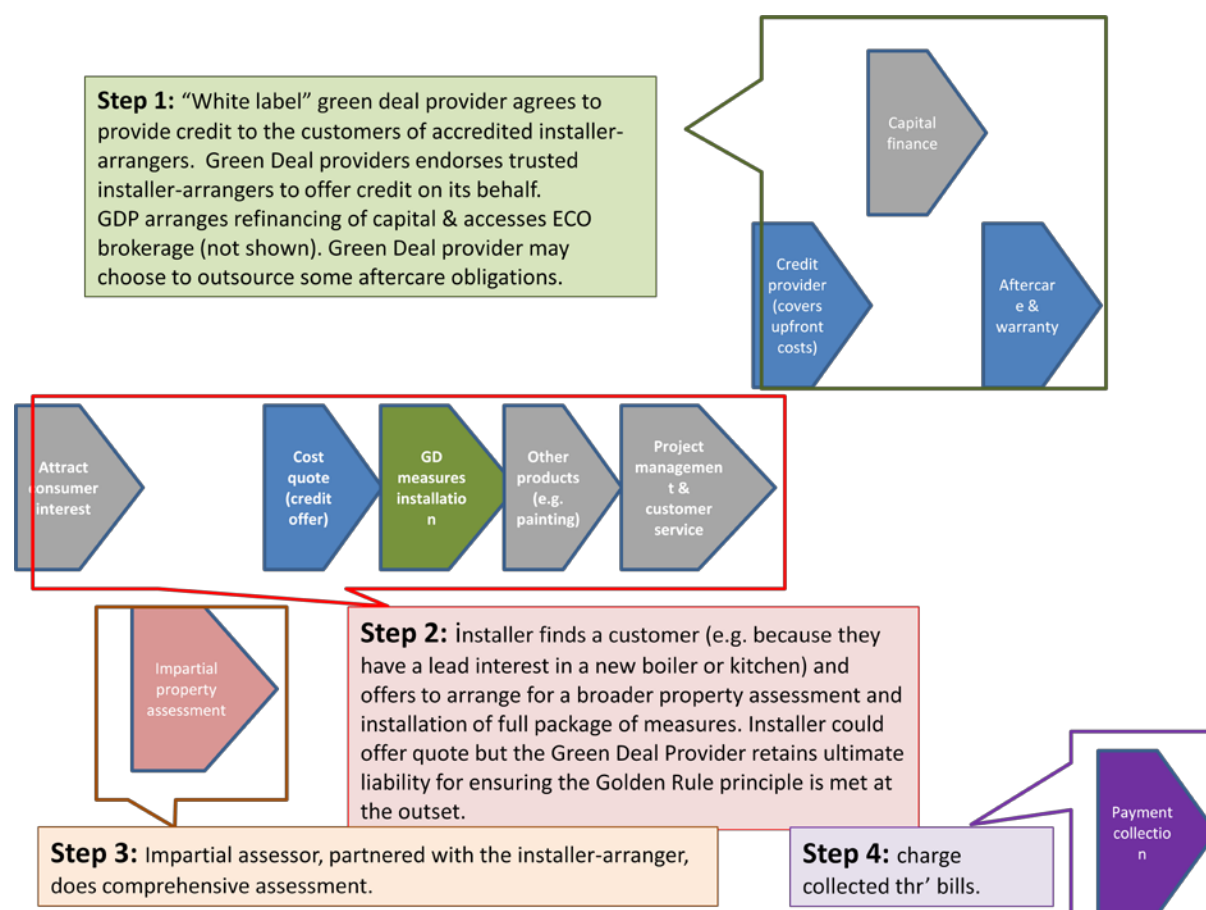 Step 1: “White label” green deal provider agrees to
provide credit to the customers of accredited installer-
arrangers. Green Deal providers endorses trusted
installer-arrangers to offer credit on its behalf.
GDP arranges refinancing of capital & accesses ECO
brokerage (not shown). Green Deal provider may
choose to outsource some aftercare obligations.
Capital
finance
Credit
provider
(covers
upfront
costs)
Aftercar
e &
warranty
Attract
consumer
interest
Cost
quote
(credit
offer)
GD
measures
installatio
n
Other
products
(e.g.
painting)
Project
managemen
t &
customer
service
Impartial
property
assessment
Step 2: installer finds a customer (e.g. because they
have a lead interest in a new boiler or kitchen) and
offers to arrange for a broader property assessment and
installation of full package of measures. Installer could
offer quote but the Green Deal Provider retains ultimate
liability for ensuring the Golden Rule principle is met at
the outset.
Step 3: Impartial assessor, partnered with the installer-arranger,
does comprehensive assessment.
Step 4: charge
collected thr’ bills.
Payment
collectio
n